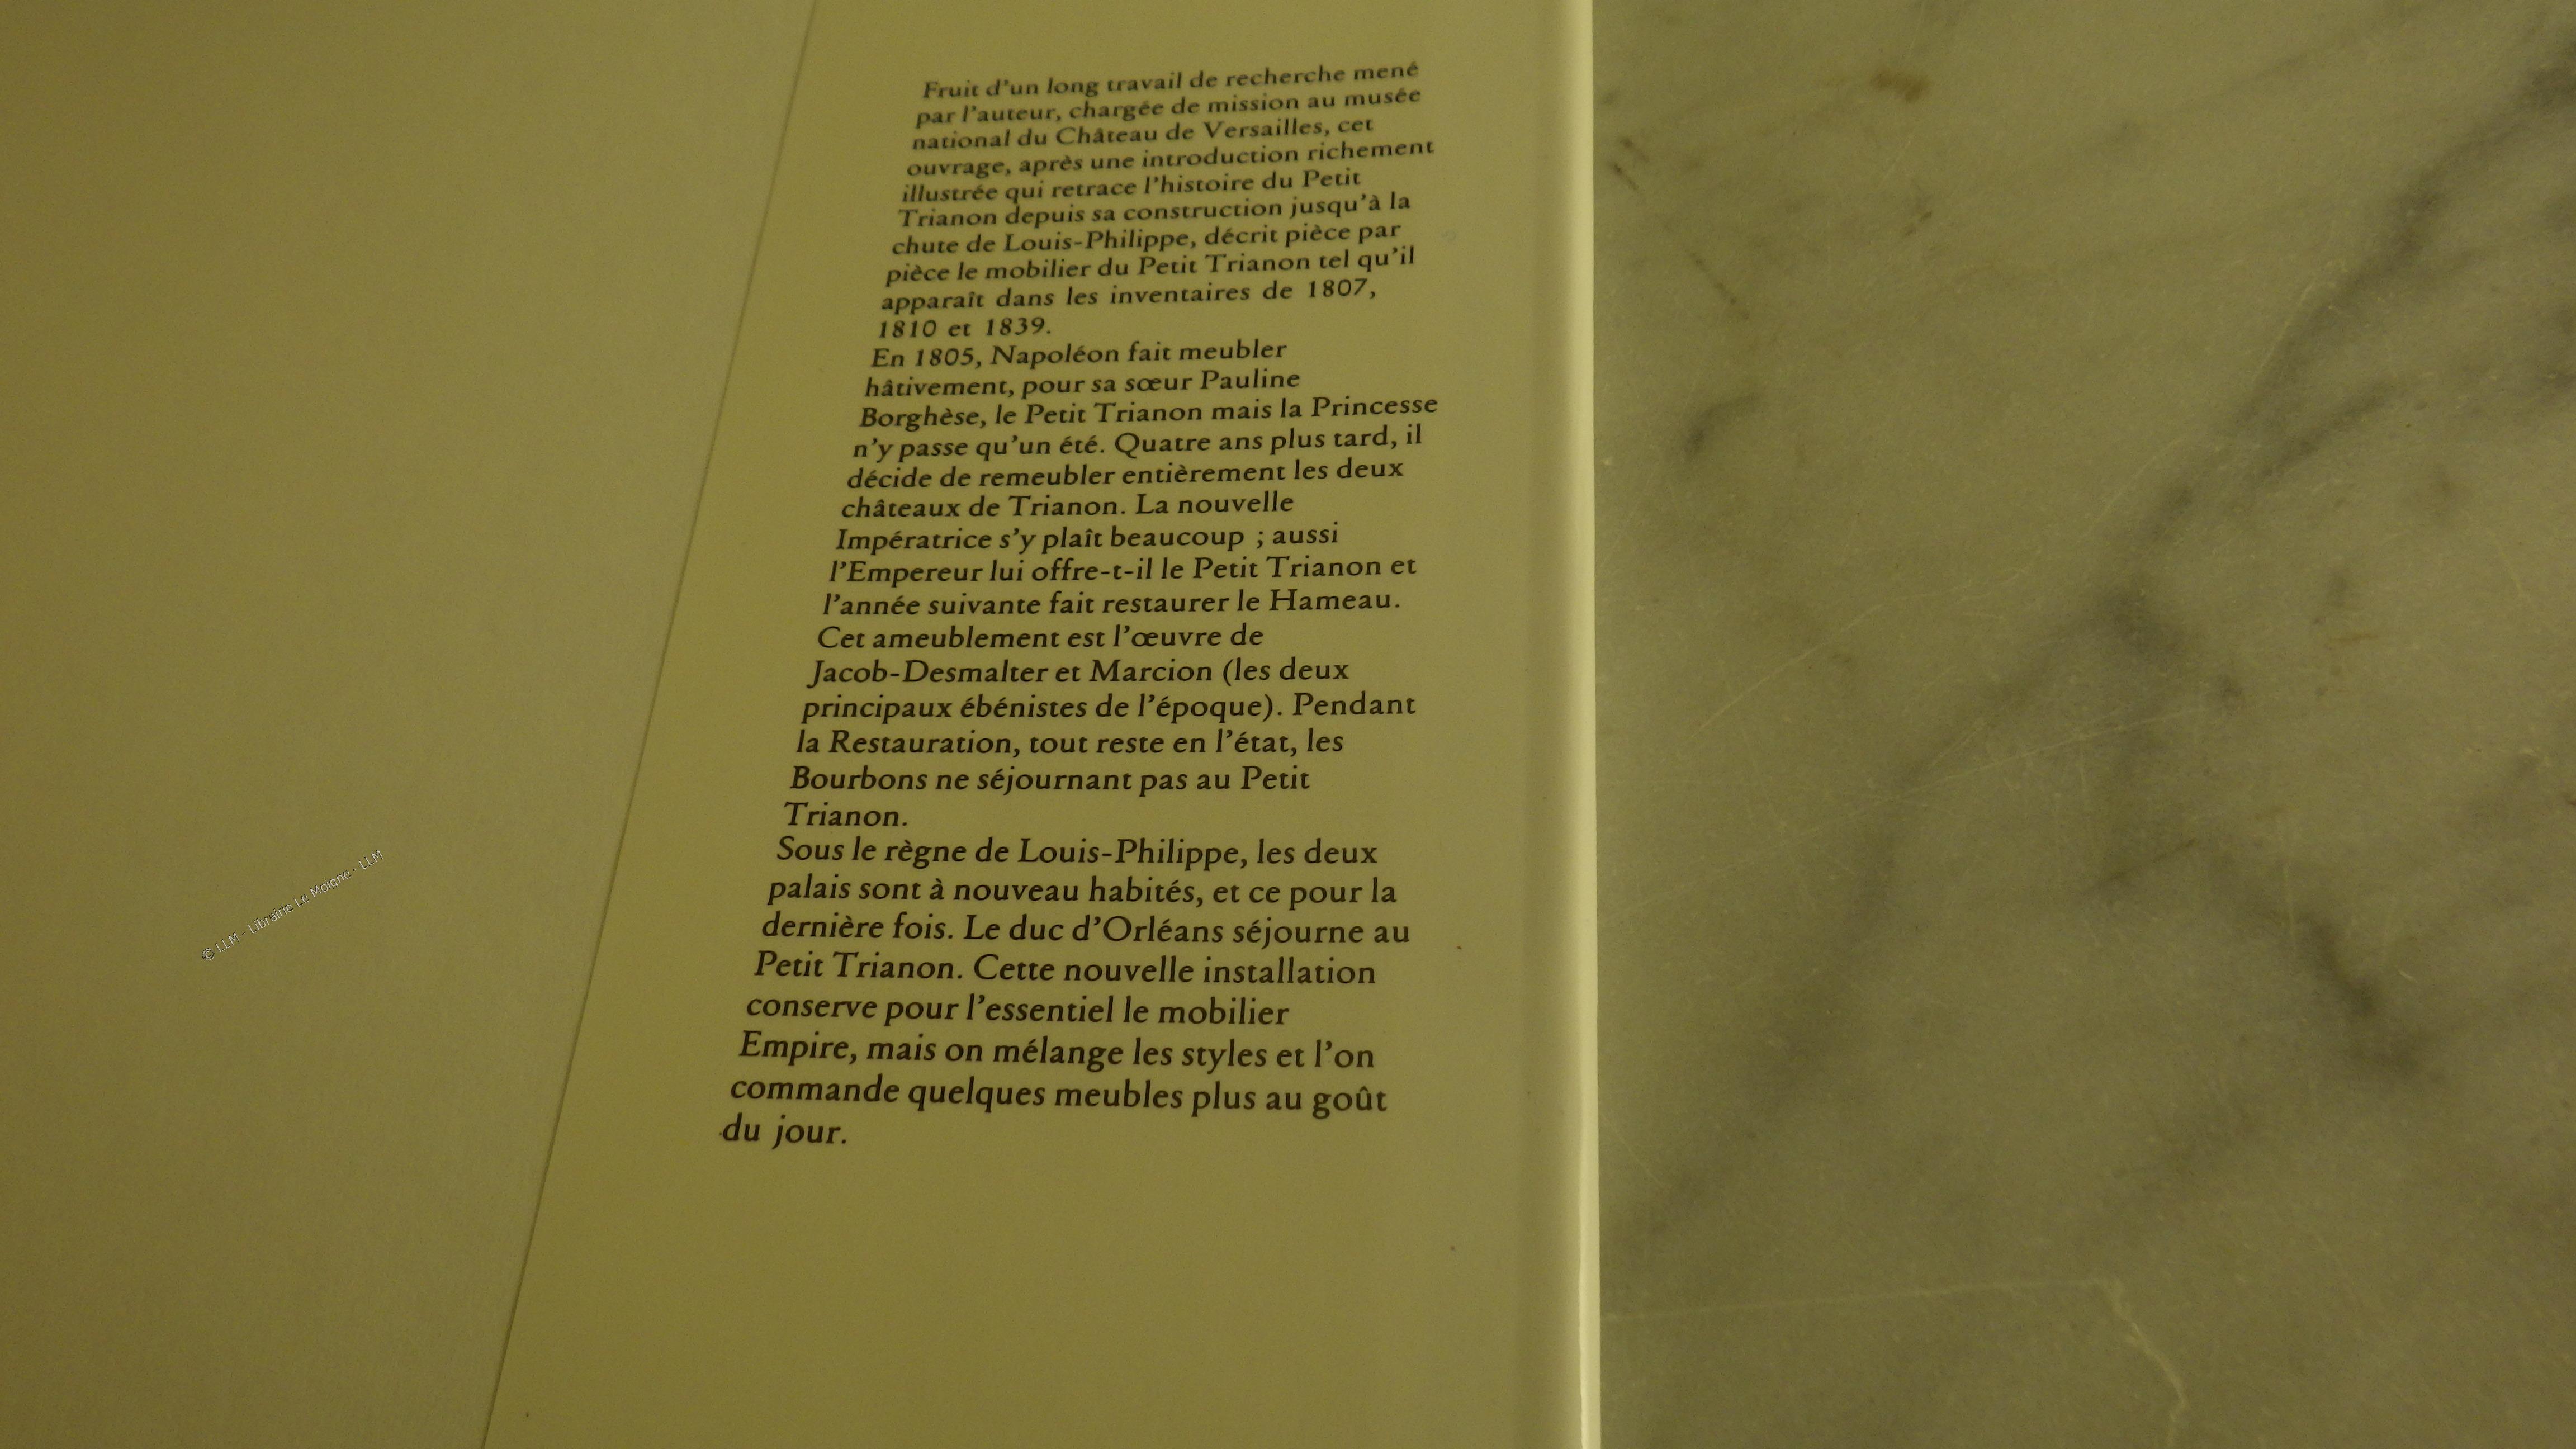 Fruit d'un long travail de recherche mené
par l'auteur, chargée de mission au musée
national du Château de Versailles, cet
ouvrage, après une introduction richement
illustrée qui retrace l'histoire du Petit
Trianon depuis sa construction jusqu'à la
chute de Louis-Philippe, décrit pièce par
pièce le mobilier du Petit Trianon tel qu'il
apparaît dans les inventaires de 1807,
1810 et 1839.
En 1805, Napoléon fait meubler
hâtivement, pour sa sœur Pauline
Borghèse, le Petit Trianon mais la Princesse
n'y passe qu'un été. Quatre ans plus tard, il
décide de remeubler entièrement les deux
châteaux de Trianon. La nouvelle
Impératrice s'y plaît beaucoup ; aussi
l'Empereur lui offre-t-il le Petit Trianon et
l'année suivante fait restaurer le Hameau.
Cet ameublement est l'œuvre de
Jacob-Desmalter et Marcion (les deux
principaux ébénistes de l'époque). Pendant
la Restauration, tout reste en l'état, les
Bourbons ne séjournant pas au Petit
Trianon.
Sous le règne de Louis-Philippe, les deux
palais sont à nouveau habités, et ce pour la
dernière fois. Le duc d'Orléans séjourne au
Petit Trianon. Cette nouvelle installation
conserve pour l'essentiel le mobilier
Empire, mais on mélange les styles et l'on
commande quelques meubles plus au goût
du jour.
© LLM - Librairie Le Moigne - LLM